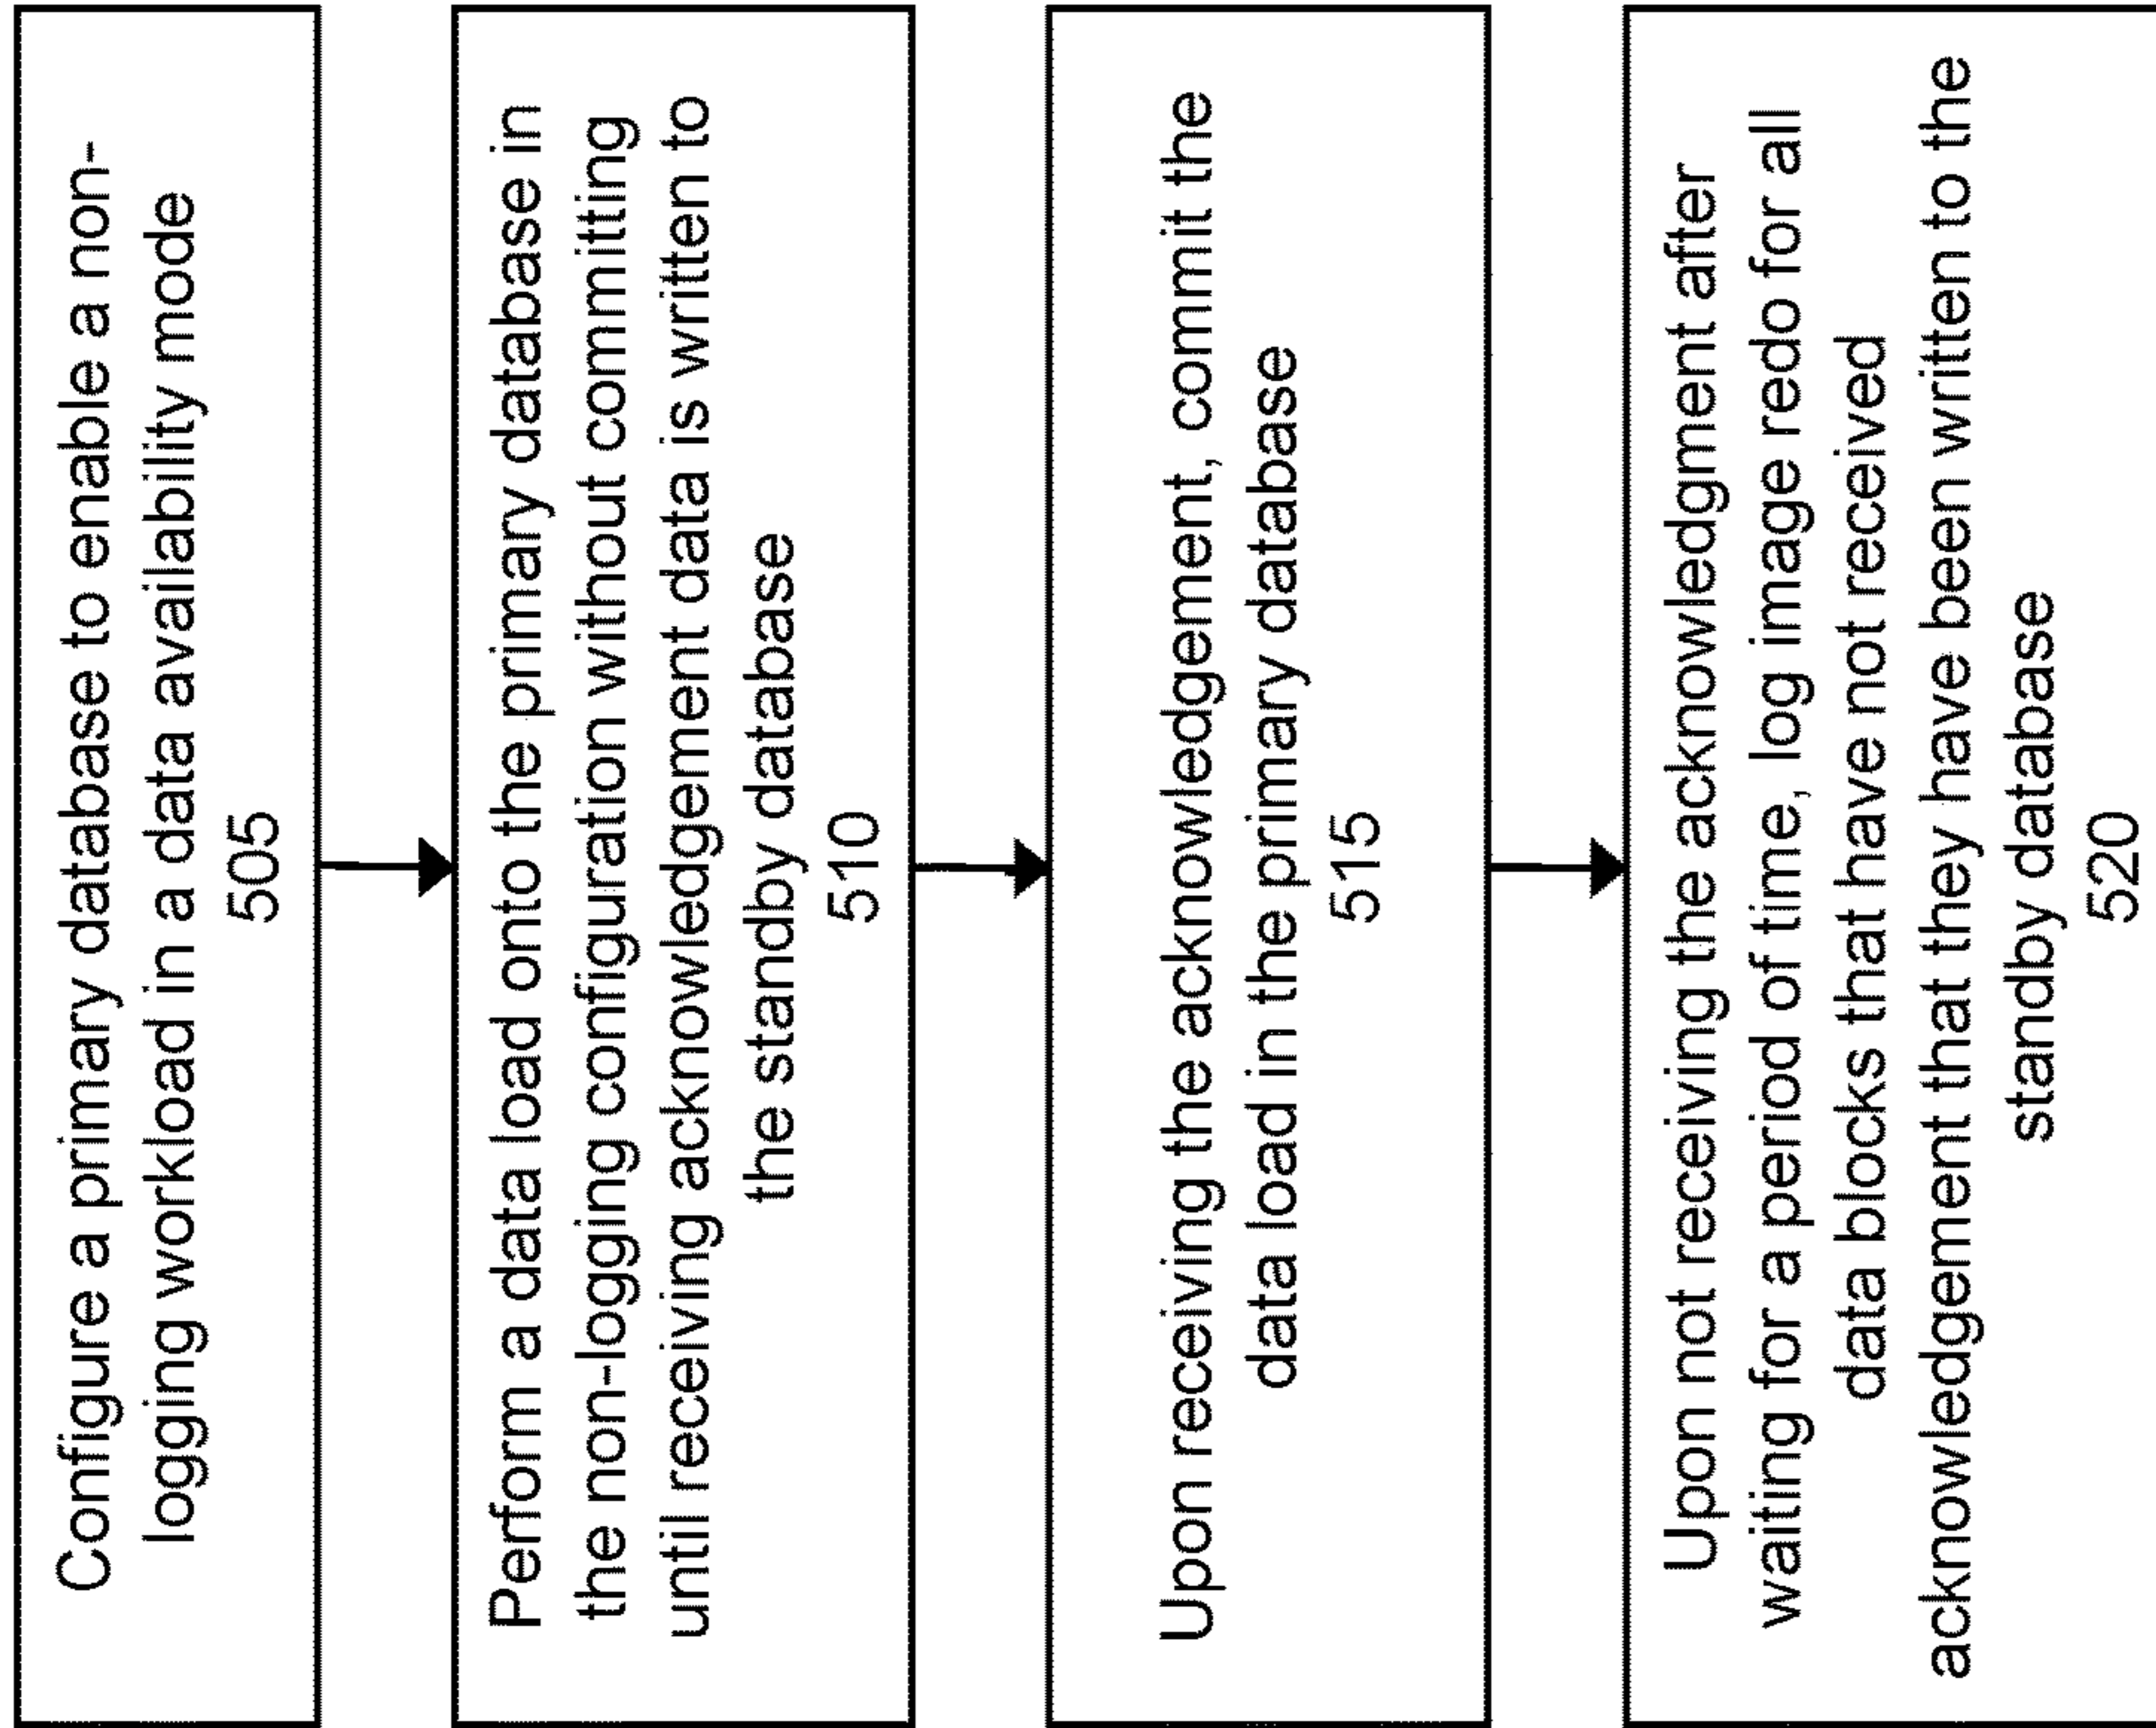 Configure a primary database to enable a non-
logging workload in a data availability mode
505
Perform a data load onto the primary database in
the non-logging configuration without committing
until receiving acknowledgement data is written to
the standby database
510
Upon receiving the acknowledgement, commit the
data load in the primary database
515
Upon not receiving the acknowledgment after
waiting for a period of time, log image redo for all
data blocks that have not received
acknowledgement that they have been written to the
standby database
520